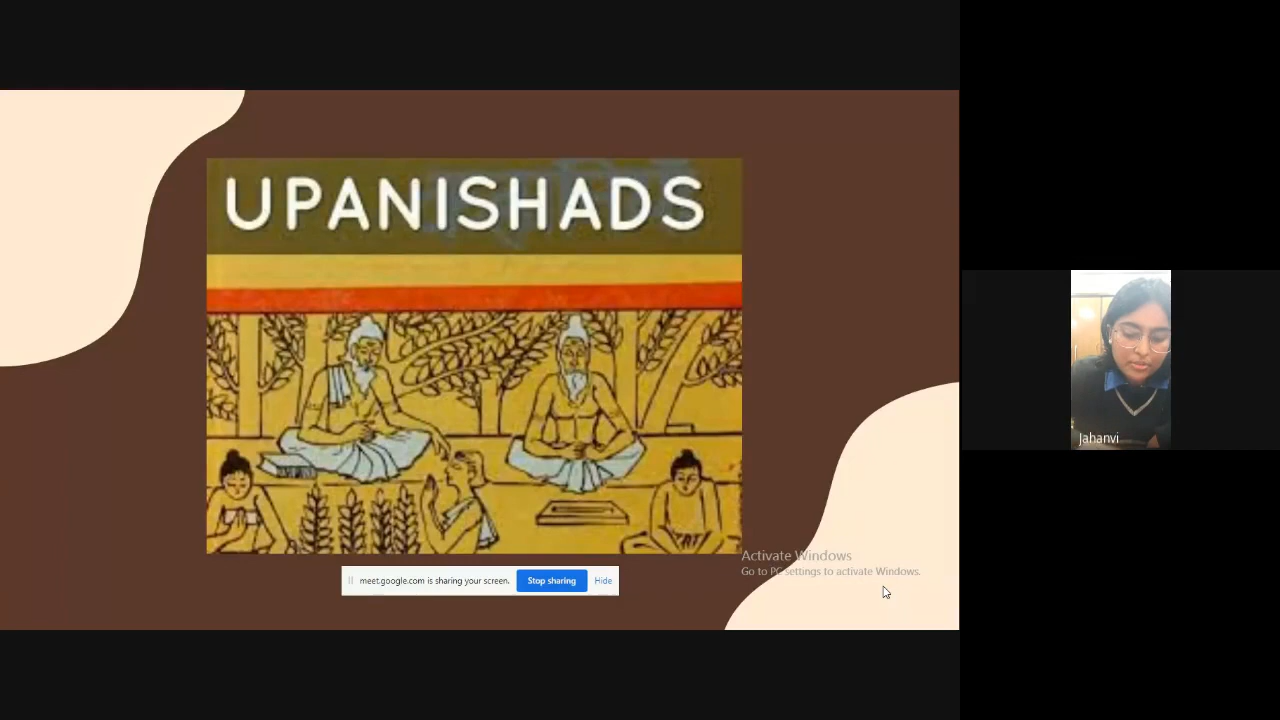 UPANISHADS
meet.google.com is sharing your screen. Stop sharing Hide
Activate Windows
Go to PC settings to activate Windows.
Jahanvi